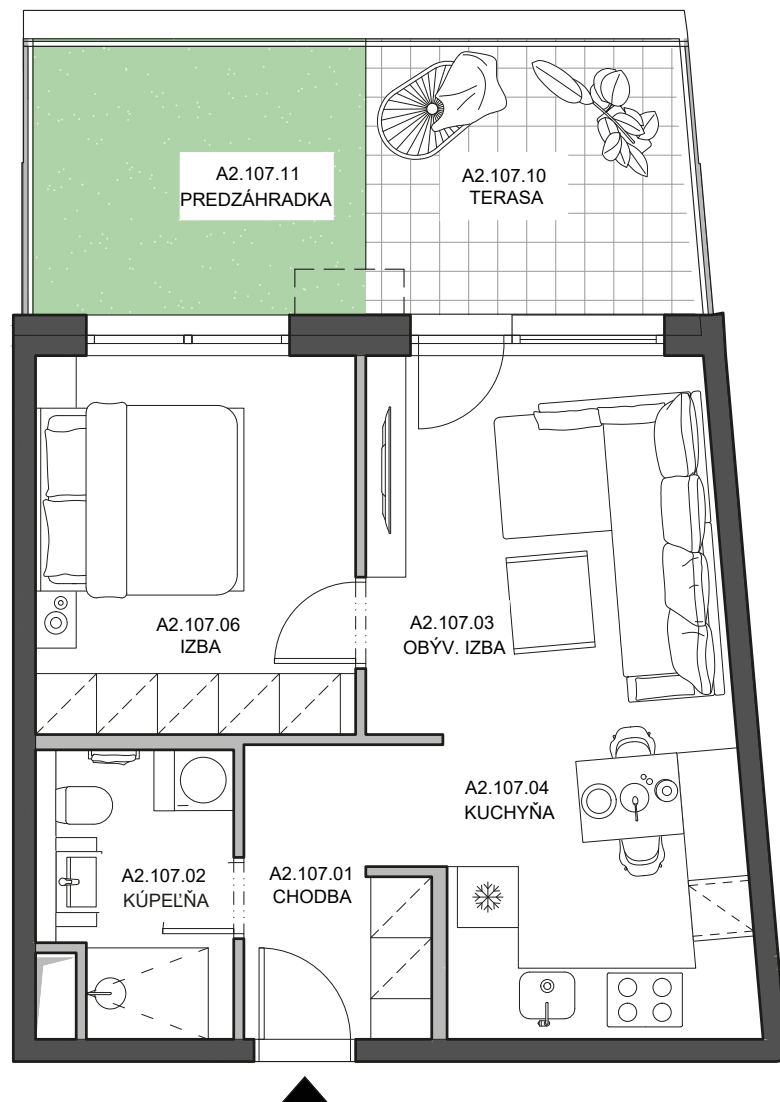 A2.107.11
PREDZÁHRADKA
A2.107.10
TERASA
A2.107.06
IZBA
A2.107.03
OBÝV. IZBA
A2.107.04
KUCHYŇA
A2.107.02
KÚPEĽŇA
A2.107.01
CHODBA